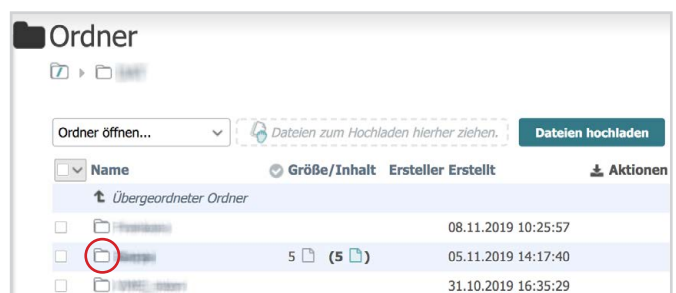 Ordner
Ordner öffnen...
Dateien zum Hochladen hierher ziehen.
Dateien hochladen
Name Größe/Inhalt Ersteller Erstellt Aktionen
Übergeordneter Ordner
08.11.2019 10:25:57
5 (5 ) 05.11.2019 14:17:40
31.10.2019 16:35:29